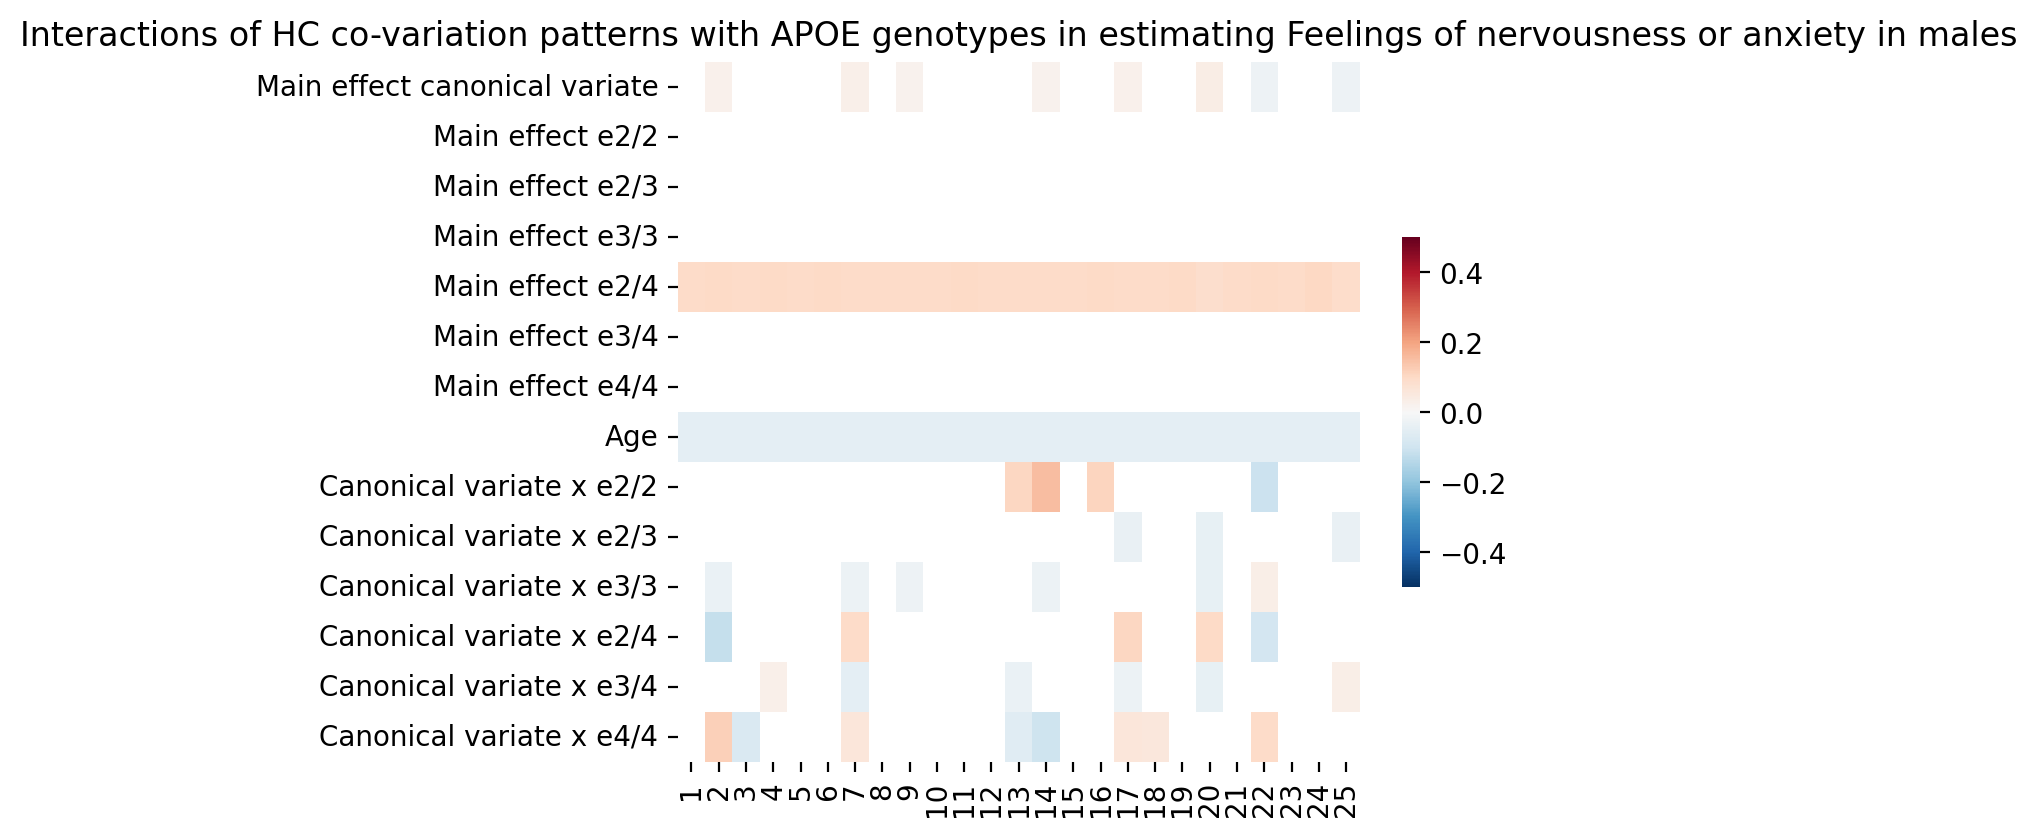 Interactions of HC co-variation patterns with APOE genotypes in estimating Feelings of nervousness or anxiety in males
Main effect canonical variate
Main effect e2/2
Main effect e2/3
Main effect e3/3
Main effect e2/4
Main effect e3/4
Main effect e4/4
Age
Canonical variate x e2/2
Canonical variate x e2/3
Canonical variate x e3/3
Canonical variate x e2/4
Canonical variate x e3/4
Canonical variate x e4/4
1 2 3 4 5 6 7 8 9 10 11 12 13 14 15 16 17 18 19 20 21 22 23 24 25
0.4
0.2
0.0
−0.2
−0.4